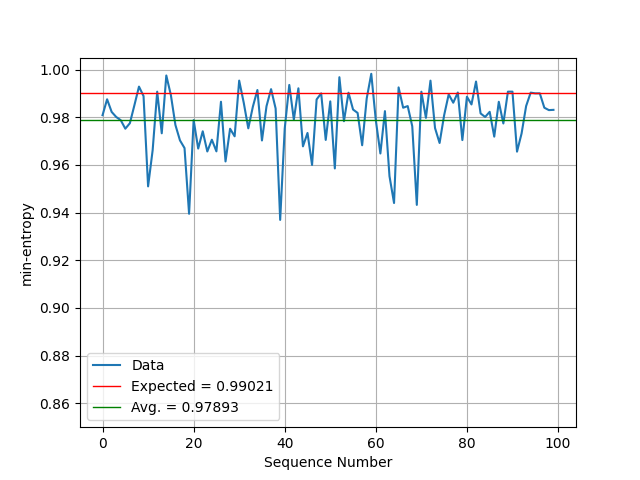 1.00
0.98
0.96
0.94
0.92
0.90
0.88
0.86
min-entropy
Data
Expected = 0.99021
Avg. = 0.97893
0 20 40 60 80 100
Sequence Number